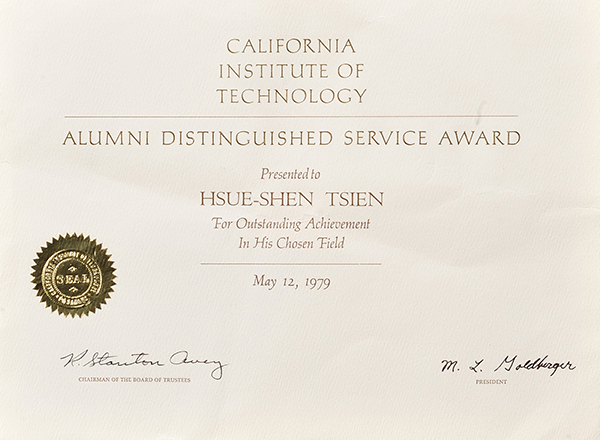 CALIFORNIA
INSTITUTE OF
TECHNOLOGY
ALUMNI DISTINGUISHED SERVICE AWARD
Presented to
HSUE-SHEN TSIEN
For Outstanding Achievement
In His Chosen Field
May 12, 1979
SEAL
R. Stanton Avery
CHAIRMAN OF THE BOARD OF TRUSTEES
M. L. Goldberger
PRESIDENT